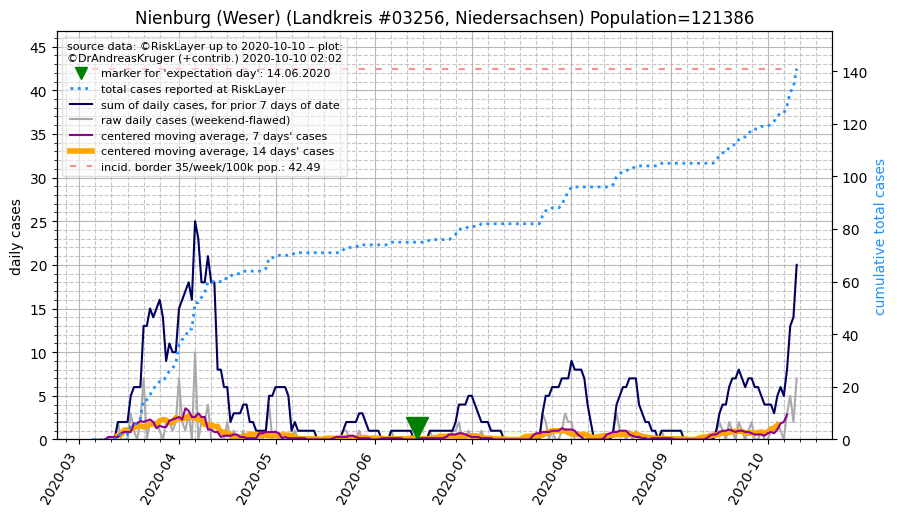 Nienburg (Weser) (Landkreis #03256, Niedersachsen) Population=121386
source data: ©RiskLayer up to 2020-10-10 – plot:
©DrAndreasKruger (+contrib.) 2020-10-10 02:02
marker for 'expectation day': 14.06.2020
total cases reported at RiskLayer
sum of daily cases, for prior 7 days of date
raw daily cases (weekend-flawed)
centered moving average, 7 days' cases
centered moving average, 14 days' cases
incid. border 35/week/100k pop.: 42.49
daily cases
45
40
35
30
25
20
15
10
5
0
cumulative total cases
140
120
100
80
60
40
20
0
2020-03
2020-04
2020-05
2020-06
2020-07
2020-08
2020-09
2020-10